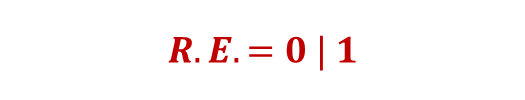 R. E. = 0 | 1